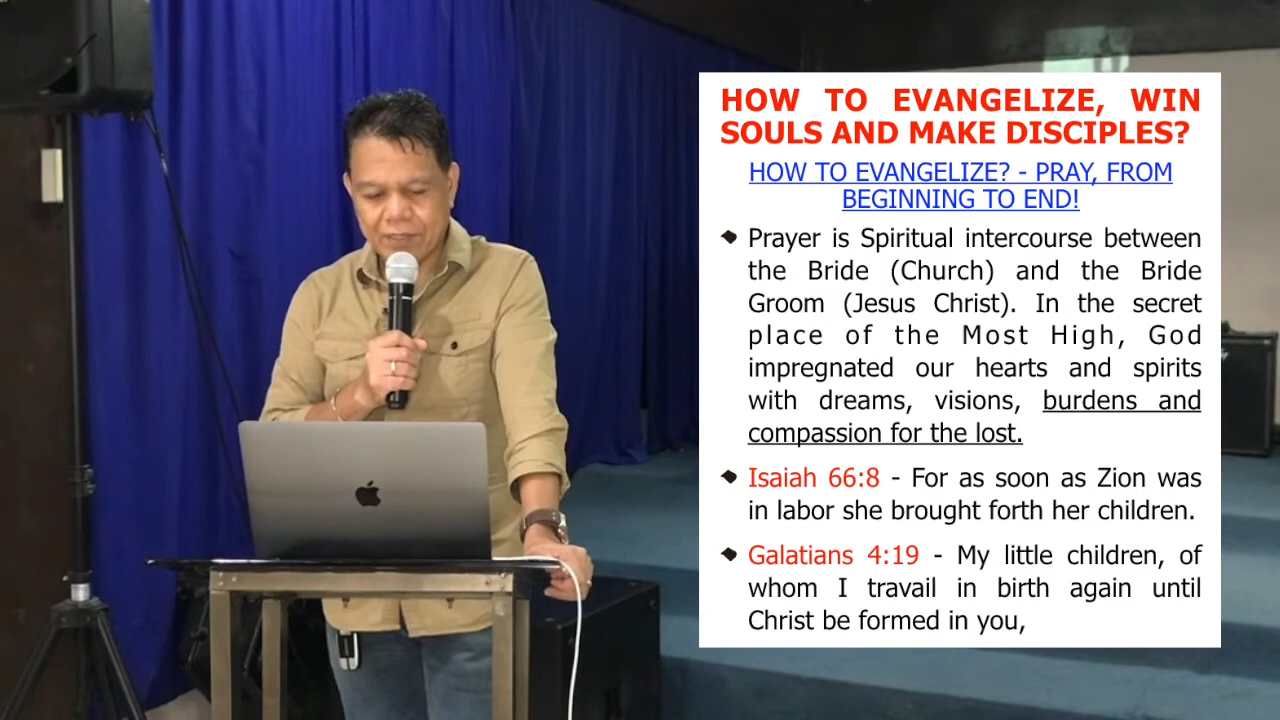 HOW TO EVANGELIZE, WIN
SOULS AND MAKE DISCIPLES?
HOW TO EVANGELIZE? - PRAY, FROM
BEGINNING TO END!
Prayer is Spiritual intercourse between
the Bride (Church) and the Bride
Groom (Jesus Christ). In the secret
place of the Most High, God
impregnated our hearts and spirits
with dreams, visions, burdens and
compassion for the lost.
Isaiah 66:8 - For as soon as Zion was
in labor she brought forth her children.
Galatians 4:19 - My little children, of
whom I travail in birth again until
Christ be formed in you,